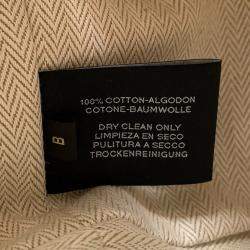 100% COTTON-ALGODON
COTONE-BAUMWOLLE
DRY CLEAN ONLY
LIMPIEZA EN SECO
PULITURA A SECCO
TROCKENREINIGUNG
B